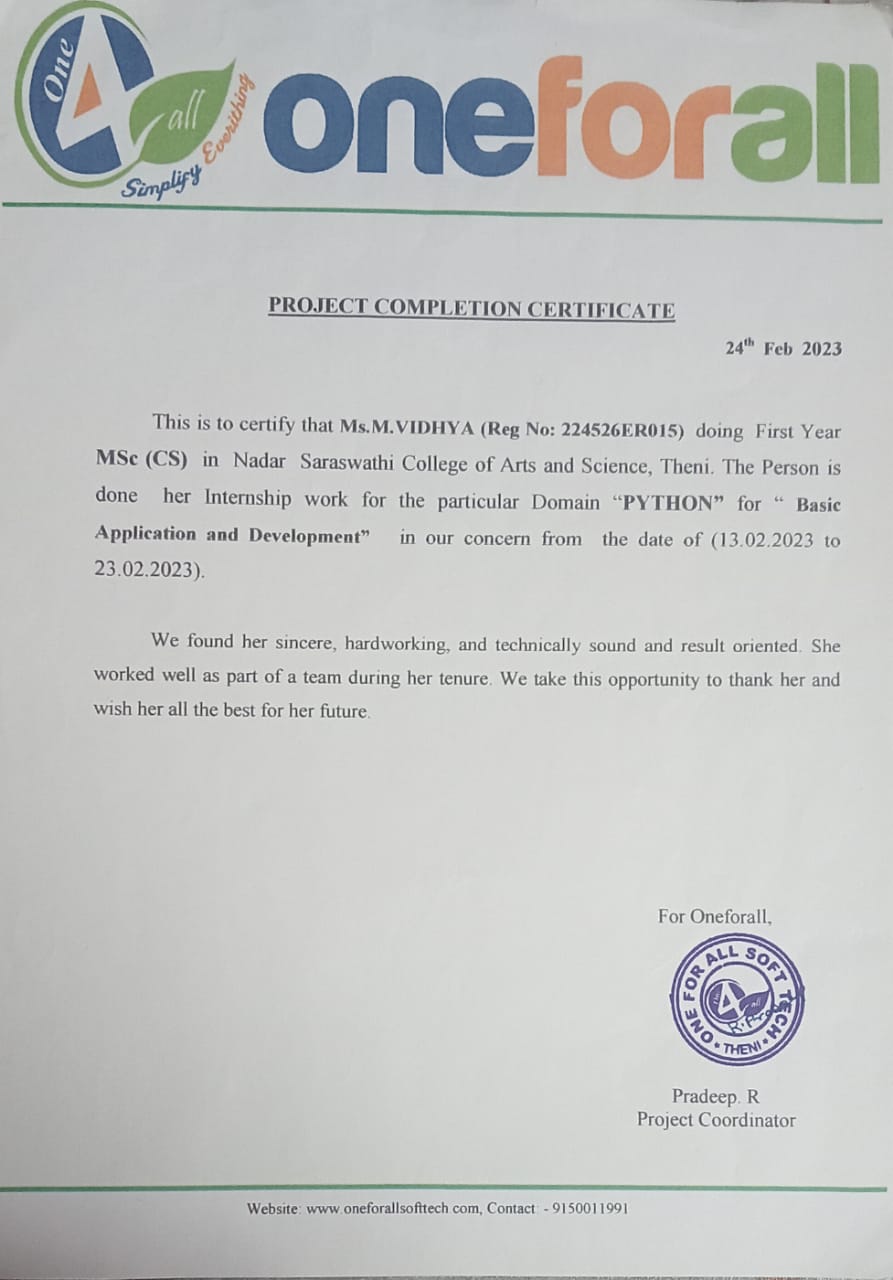 One
4
all
Simplify Everithing
oneforall
PROJECT COMPLETION CERTIFICATE
24th Feb 2023
This is to certify that Ms.M.VIDHYA (Reg No: 224526ER015) doing First Year
MSc (CS) in Nadar Saraswathi College of Arts and Science, Theni. The Person is
done her Internship work for the particular Domain “PYTHON” for “ Basic
Application and Development” in our concern from the date of (13.02.2023 to
23.02.2023).
We found her sincere, hardworking, and technically sound and result oriented. She
worked well as part of a team during her tenure. We take this opportunity to thank her and
wish her all the best for her future.
For Oneforall,
ONE FOR ALL SOFT TECH
THENI
Pradeep. R
Project Coordinator
Website: www.oneforallsofttech.com, Contact: - 9150011991